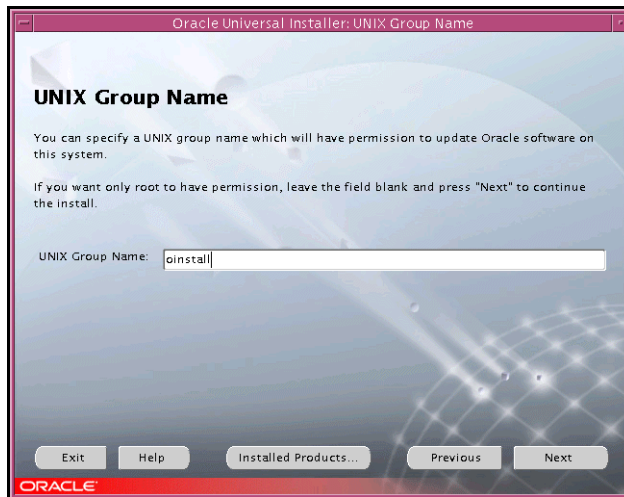 Oracle Universal Installer: UNIX Group Name
UNIX Group Name
You can specify a UNIX group name which will have permission to update Oracle software on
this system.
If you want only root to have permission, leave the field blank and press "Next" to continue
the install.
UNIX Group Name: oinstall
Exit Help Installed Products... Previous Next
ORACLE